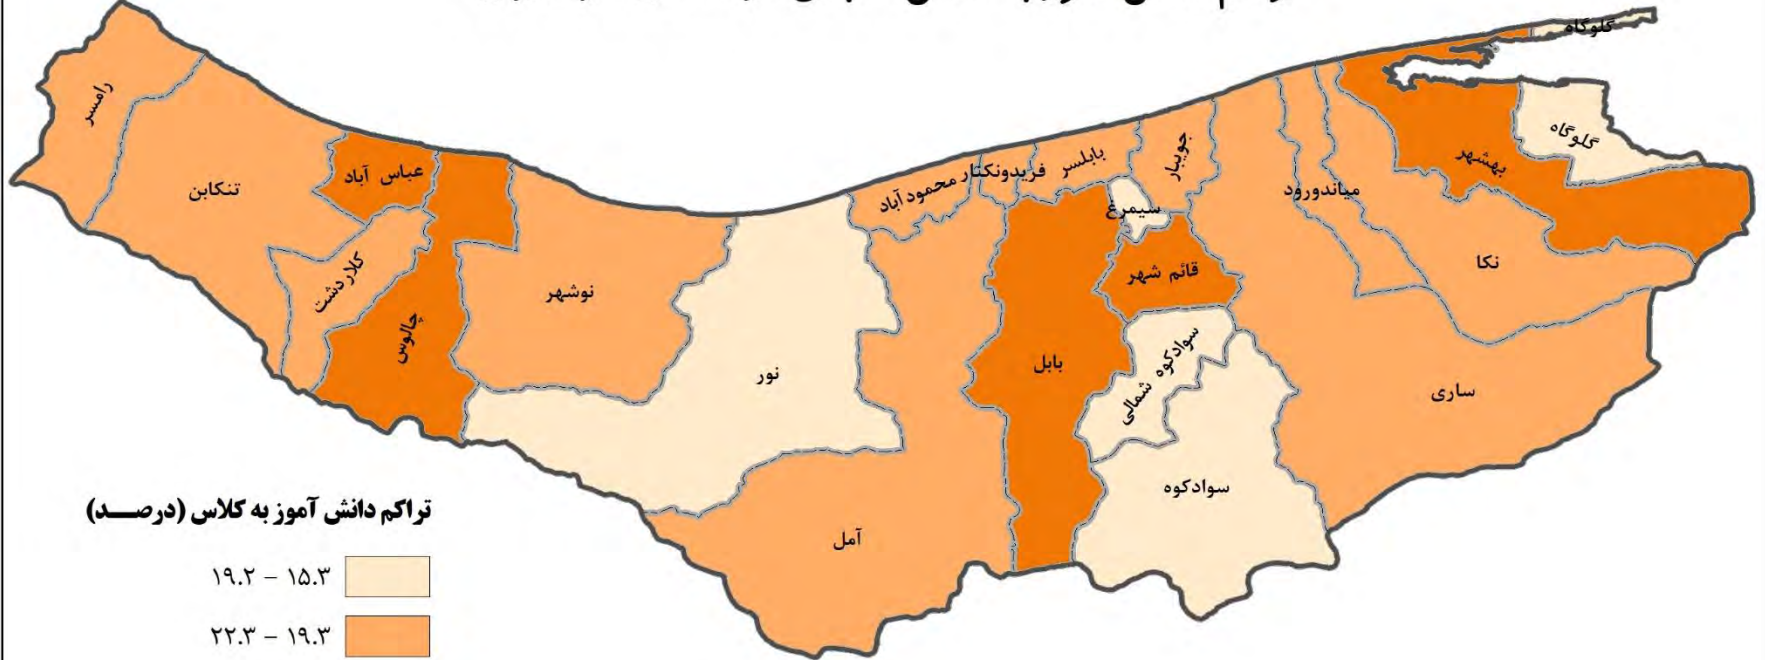 گلوگاه
رامسر
تنکابن
عباس آباد
کلاردشت
چالوس
نوشهر
نور
محمود آباد
فریدونکنار
بابلسر
جویبار
سیمرغ
قائم شهر
بابل
آمل
سوادکوه شمالی
سوادکوه
میاندورود
ساری
نکا
بهشهر
گلوگاه
تراکم دانش آموز به کلاس (درصـــد)
۱۹.۲ - ۱۵.۳
۲۲.۳ - ۱۹.۳